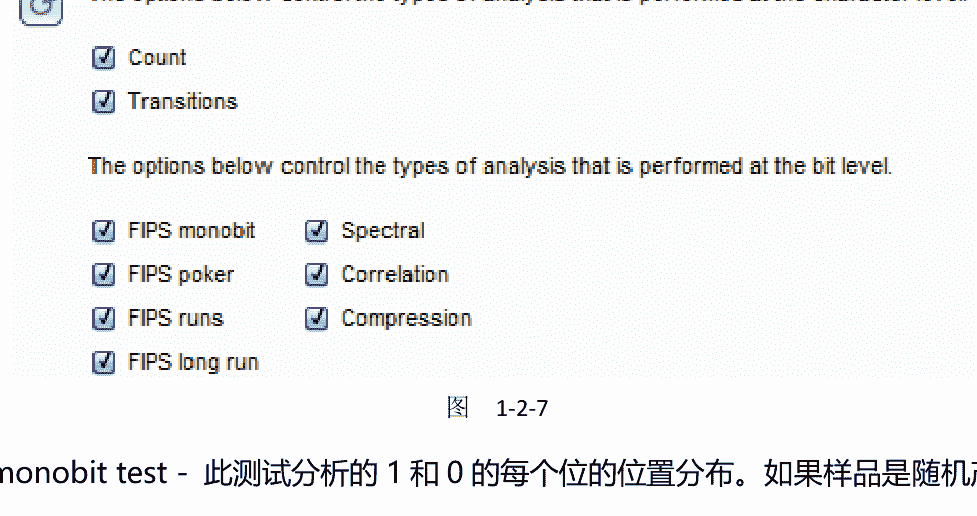 Count
Transitions
The options below control the types of analysis that is performed at the bit level.
FIPS monobit Spectral
FIPS poker Correlation
FIPS runs Compression
FIPS long run
图 1-2-7
monobit test - 此测试分析的 1 和 0 的每个位的位置分布。如果样品是随机